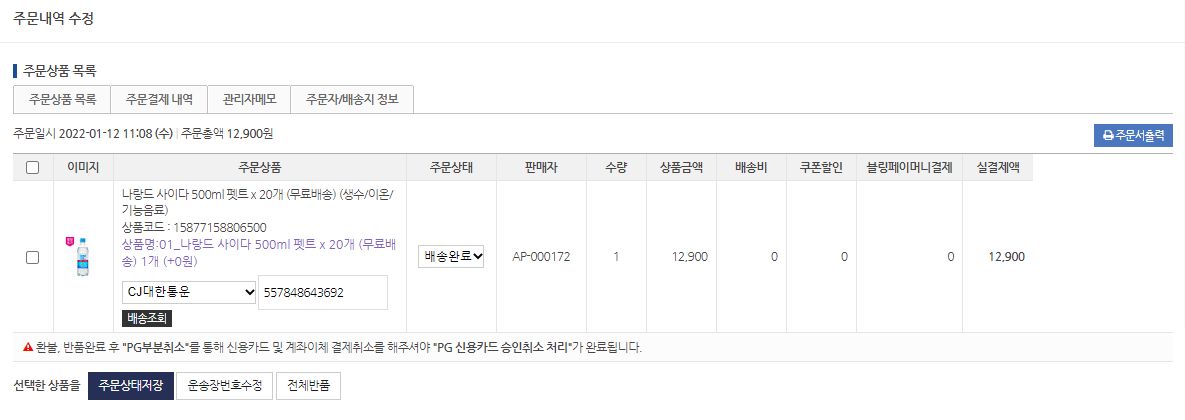 주문내역 수정
주문상품 목록
주문상품 목록 주문결제 내역 관리자메모 주문자/배송지 정보
주문일시 2022-01-12 11:08 (수) | 주문총액 12,900원
주문서출력
이미지 주문상품 주문상태 판매자 수량 상품금액 배송비 쿠폰할인 블링페이머니결제 실결제액
나랑드 사이다 500ml 펫트 x 20개 (무료배송) (생수/이온/
기능음료)
상품코드 : 15877158806500
상품명:01_나랑드 사이다 500ml 펫트 x 20개 (무료배
송) 1개 (+0원)
배송완료 AP-000172 1 12,900 0 0 0 12,900
CJ대한통운 557848643692
배송조회
환불, 반품완료 후 "PG부분취소"를 통해 신용카드 및 계좌이체 결제취소를 해주셔야 "PG 신용카드 승인취소 처리"가 완료됩니다.
선택한 상품을 주문상태저장 운송장번호수정 전체반품